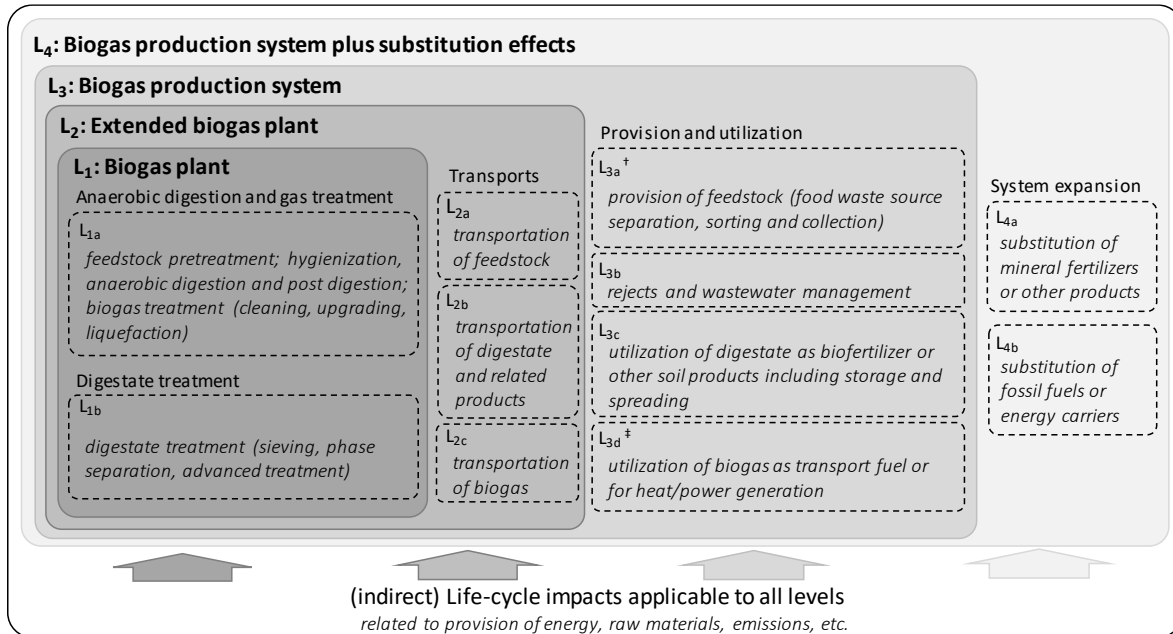 L4: Biogas production system plus substitution effects
L3: Biogas production system
L2: Extended biogas plant
L1: Biogas plant
Anaerobic digestion and gas treatment
L1a
feedstock pretreatment; hygienization,
anaerobic digestion and post digestion;
biogas treatment (cleaning, upgrading,
liquefaction)
Digestate treatment
L1b
digestate treatment (sieving, phase
separation, advanced treatment)
Transports
L2a
transportation
of feedstock
L2b
transportation
of digestate
and related
products
L2c
transportation
of biogas
Provision and utilization
L3a †
provision of feedstock (food waste source
separation, sorting and collection)
L3b
rejects and wastewater management
L3c
utilization of digestate as biofertilizer or
other soil products including storage and
spreading
L3d ‡
utilization of biogas as transport fuel or
for heat/power generation
System expansion
L4a
substitution of
mineral fertilizers
or other products
L4b
substitution of
fossil fuels or
energy carriers
(indirect) Life-cycle impacts applicable to all levels
related to provision of energy, raw materials, emissions, etc.